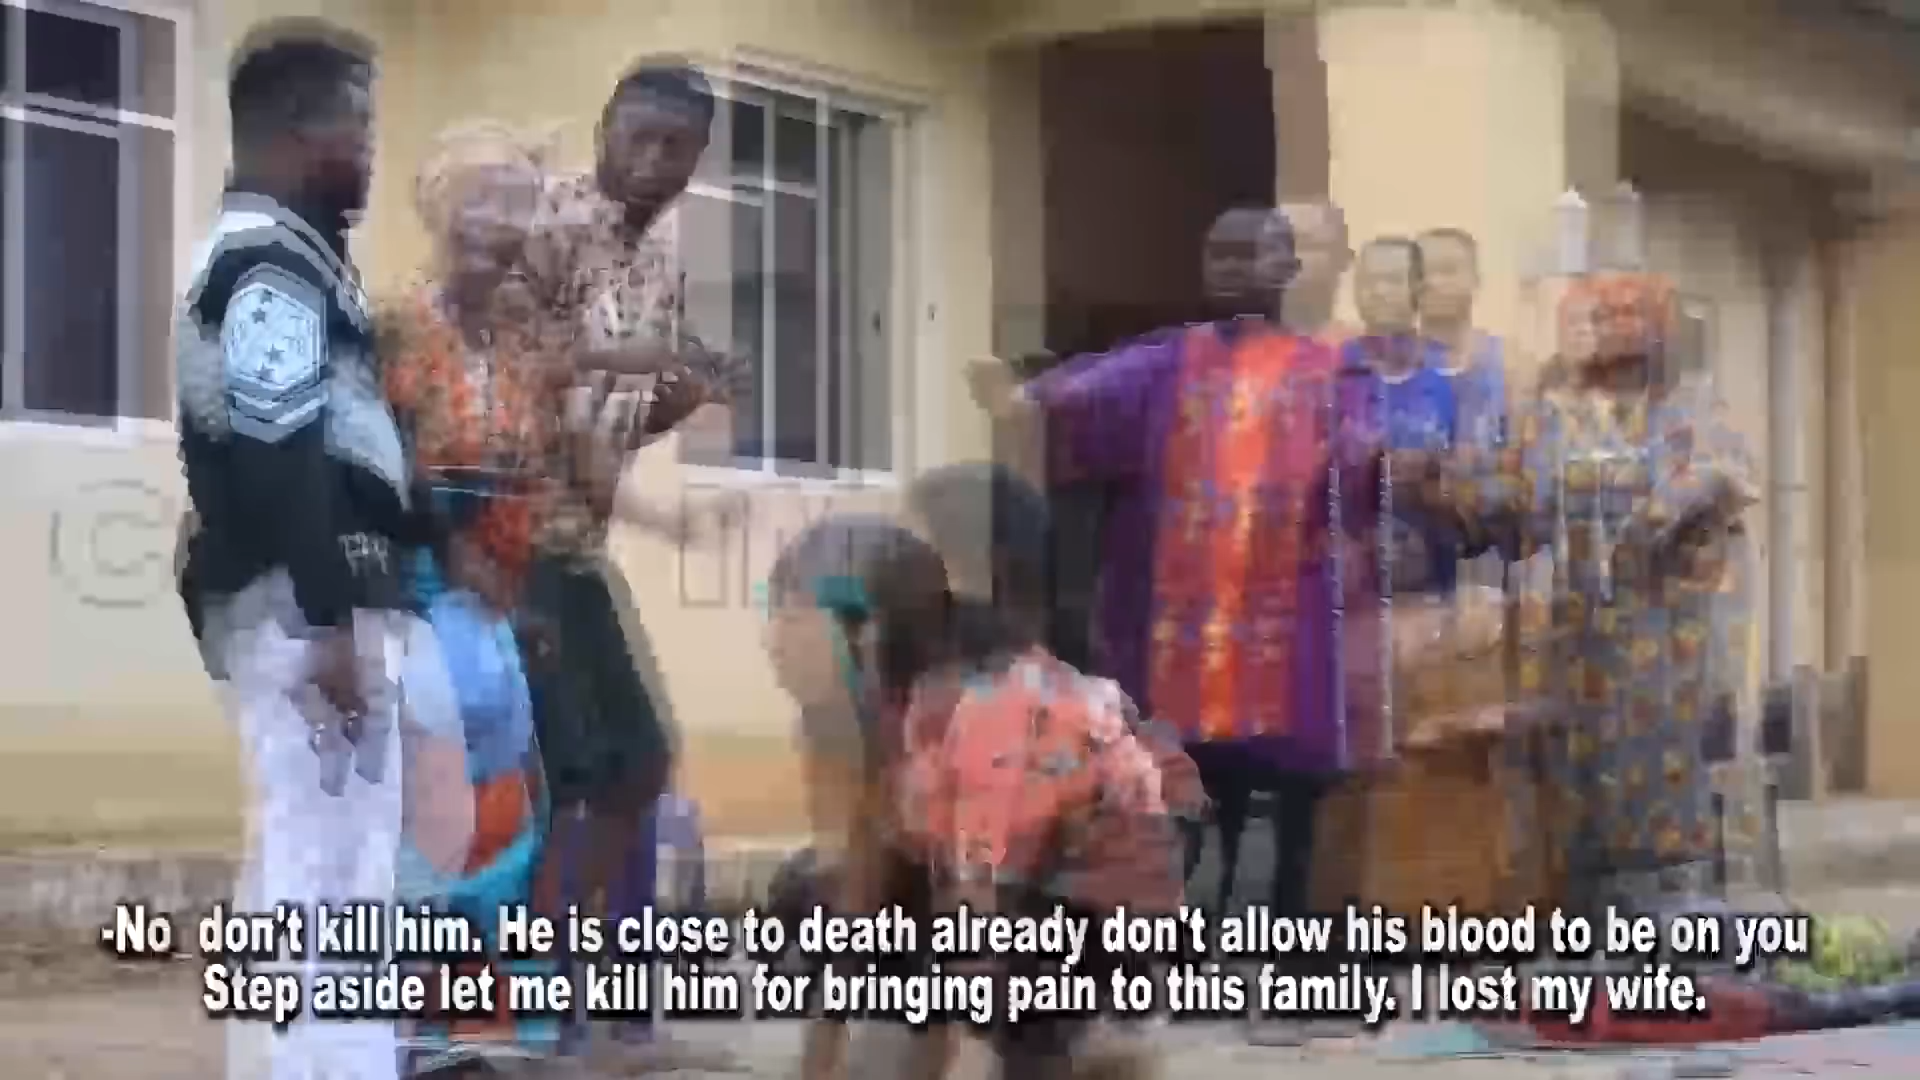 -No don't kill him. He is close to death already don't allow his blood to be on you
Step aside let me kill him for bringing pain to this family. I lost my wife.